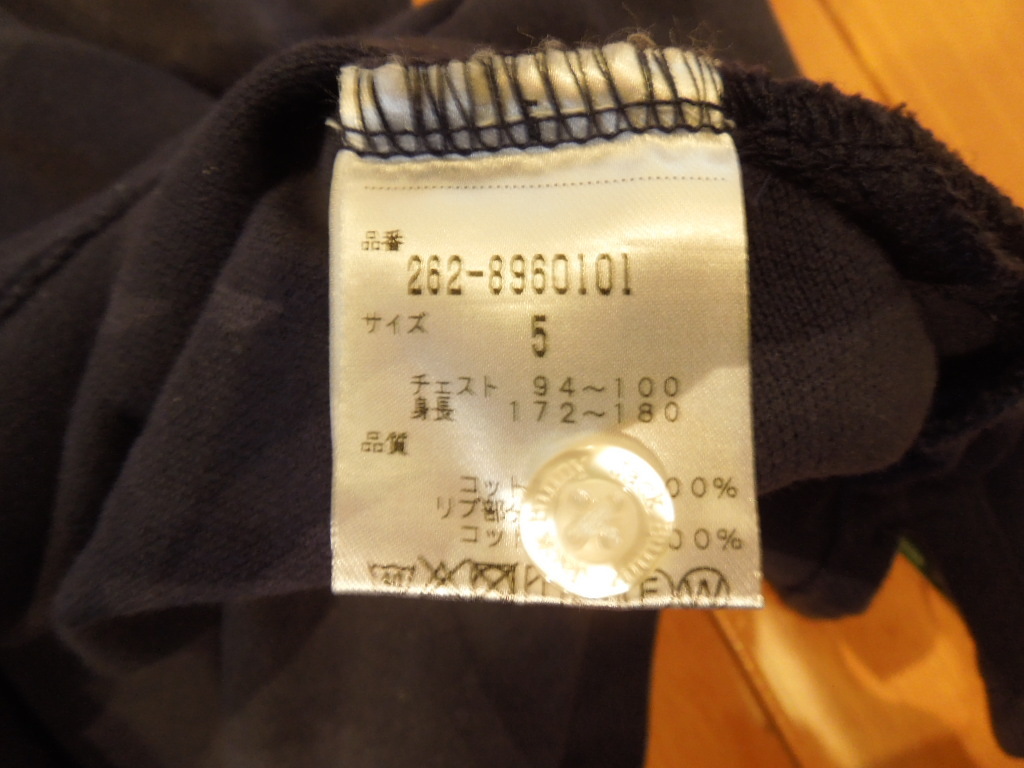 品番
262-8960101
サイズ
5
チェスト 94～100
身長 172～180
品質
コット 00%
リブ部
コット 00%